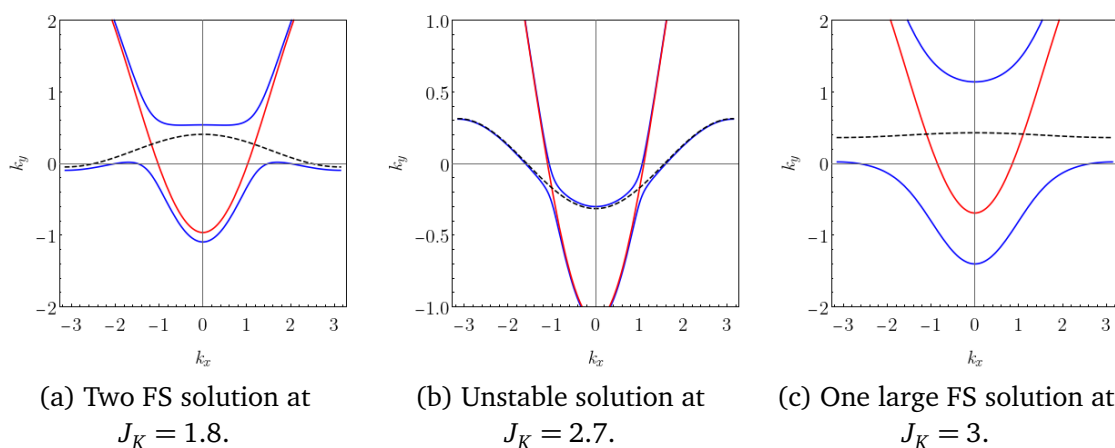 2
1
0
−1
−2
k_y
−3 −2 −1 0 1 2 3
k_x
(a) Two FS solution at
J_K = 1.8.
1.0
0.5
0
−0.5
−1.0
k_y
−3 −2 −1 0 1 2 3
k_x
(b) Unstable solution at
J_K = 2.7.
2
1
0
−1
−2
k_y
−3 −2 −1 0 1 2 3
k_x
(c) One large FS solution at
J_K = 3.